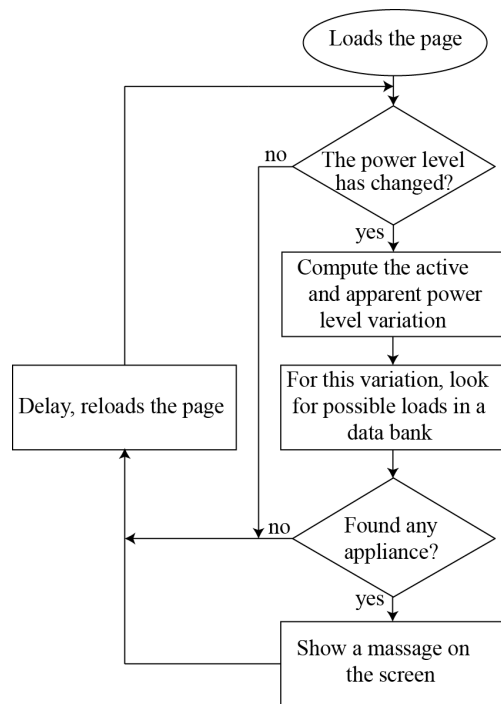 Loads the page
no
The power level
has changed?
yes
Compute the active
and apparent power
level variation
For this variation, look
for possible loads in a
data bank
Delay, reloads the page
no
Found any
appliance?
yes
Show a massage on
the screen